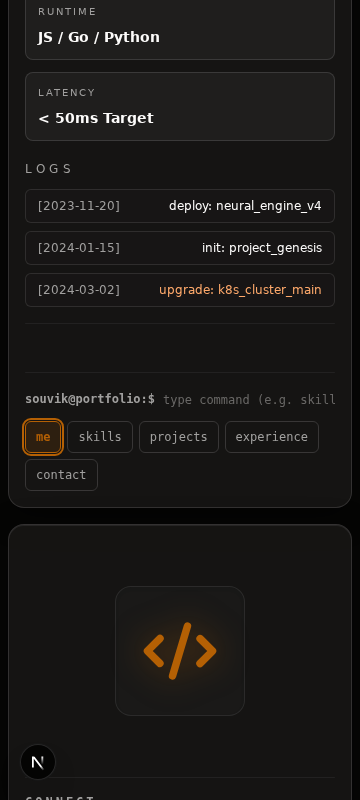 RUNTIME
JS / Go / Python
LATENCY
< 50ms Target
LOGS
[2023-11-20] deploy: neural_engine_v4
[2024-01-15] init: project_genesis
[2024-03-02] upgrade: k8s_cluster_main
souvik@portfolio:$ type command (e.g. skill
me skills projects experience
contact
</>
N
CONNECT